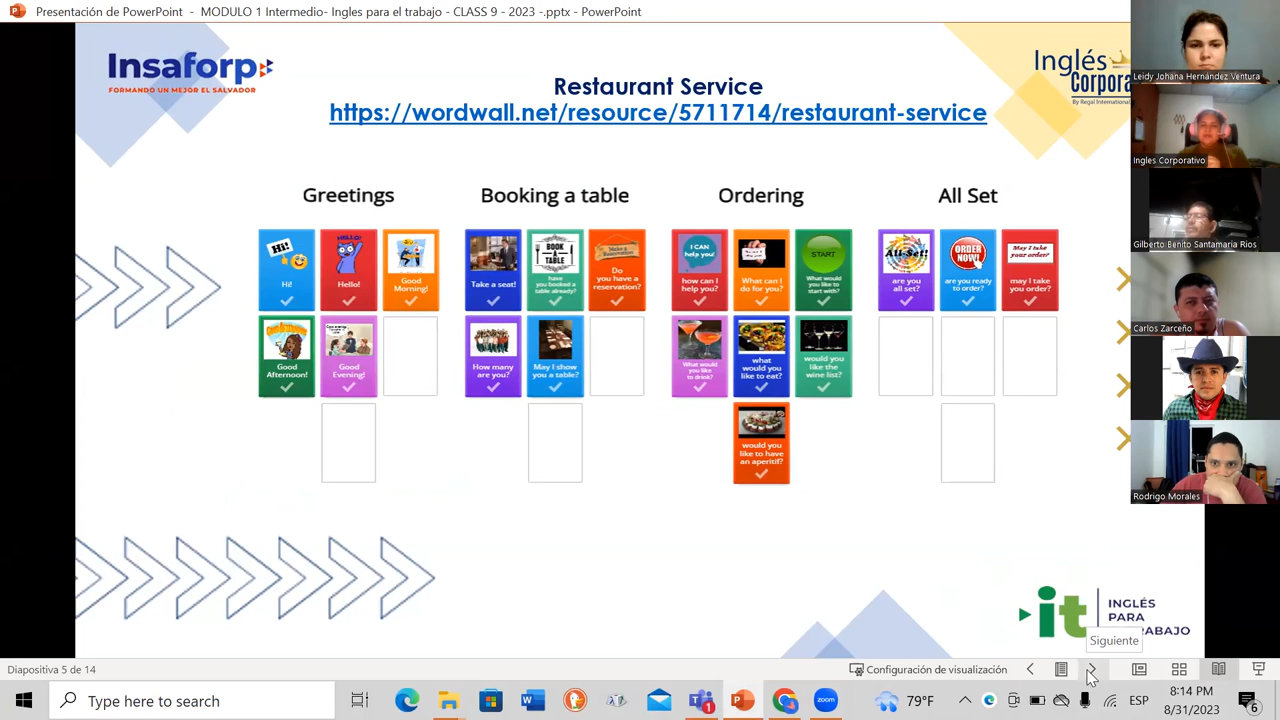 Presentación de PowerPoint - MODULO 1 Intermedio- Ingles para el trabajo - CLASS 9 - 2023 -.pptx - PowerPoint
Insaforp
FORMANDO UN MEJOR EL SALVADOR
Restaurant Service
https://wordwall.net/resource/5711714/restaurant-service
Inglés
Corpora
By Regal International
Greetings
Booking a table
Ordering
All Set
Hi!
Hi!
HELLO!
Hello!
Good
Morning!
Take a seat!
BOOK
A
TABLE
have
you booked a
table already?
Make a
Reservation
Do
you have a
reservation?
I CAN
help you!
how can I
help you?
What can I
do for you?
START
What would
you like to
start with?
All-Set!
are you
all set?
ORDER
NOW!
are you ready
to order?
May I take
your order?
may I take
you order?
Good
Afternoon!
Good
Evening!
How many
are you?
May I show
you a table?
What would
you like
to drink?
what
would you
like to eat?
would you
like the
wine list?
would you
like to have
an aperitif?
Leidy Johana Hernández Ventura
Ingles Corporativo
Gilberto Benito Santamaria Rios
Carlos Zarceño
Rodrigo Morales
it
INGLÉS
PARA
RABAJO
Siguiente
Diapositiva 5 de 14
Configuración de visualización
Type here to search
W
1
P
zoom
79°F
ESP
8:14 PM
8/31/2023
6